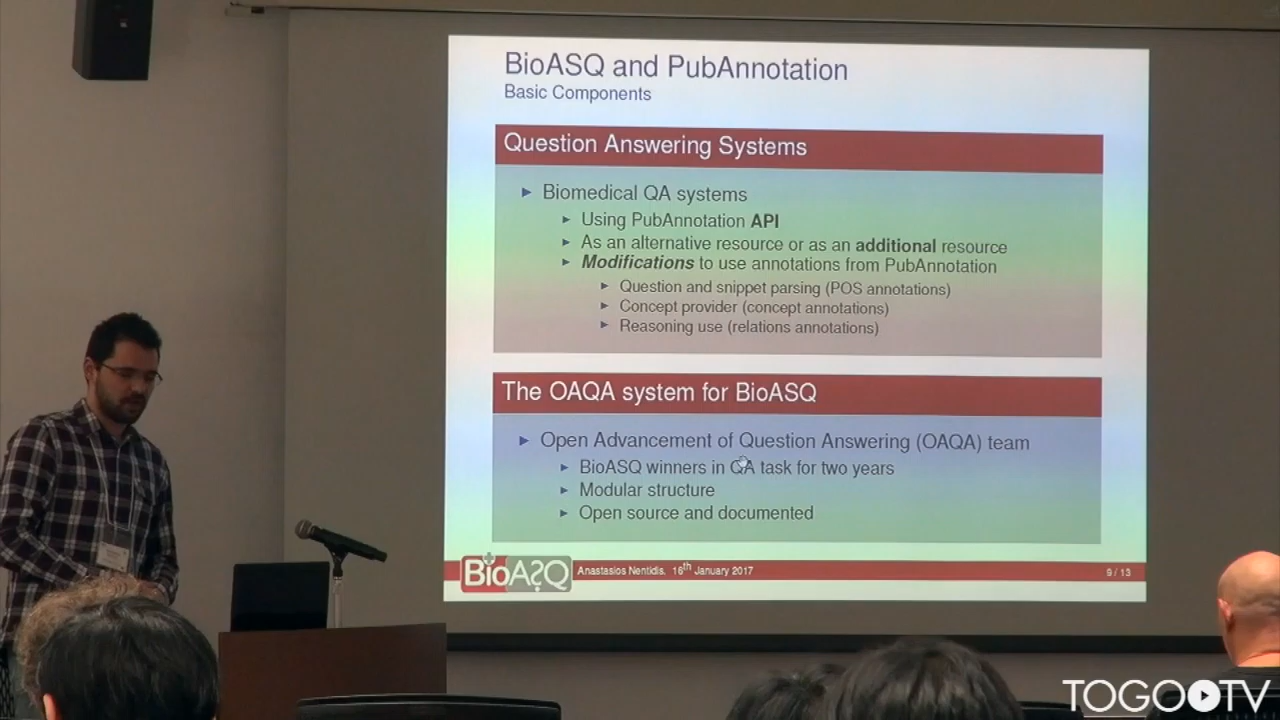 BioASQ and PubAnnotation
Basic Components
Question Answering Systems
Biomedical QA systems
Using PubAnnotation API
As an alternative resource or as an additional resource
Modifications to use annotations from PubAnnotation
Question and snippet parsing (POS annotations)
Concept provider (concept annotations)
Reasoning use (relations annotations)
The OAQA system for BioASQ
Open Advancement of Question Answering (OAQA) team
BioASQ winners in QA task for two years
Modular structure
Open source and documented
BioASQ
Anastasios Nentidis. 16th January 2017
9 / 13
TOGO TV